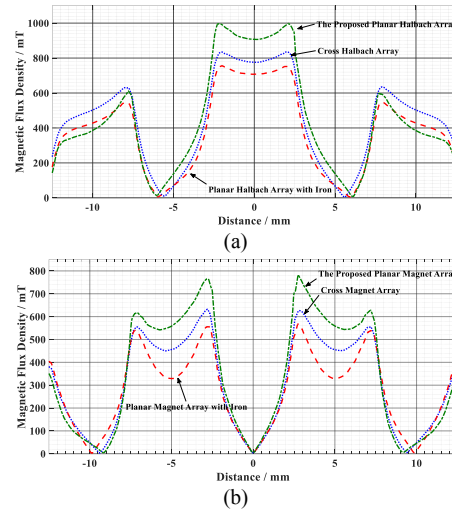 Magnetic Flux Density / mT
1000
800
600
400
200
0
The Proposed Planar Halbach Array
Cross Halbach Array
Planar Halbach Array with Iron
-10 -5 0 5 10
Distance / mm
(a)
Magnetic Flux Density / mT
800
700
600
500
400
300
200
100
0
The Proposed Planar Magnet Array
Cross Magnet Array
Planar Magnet Array with Iron
-10 -5 0 5 10
Distance / mm
(b)